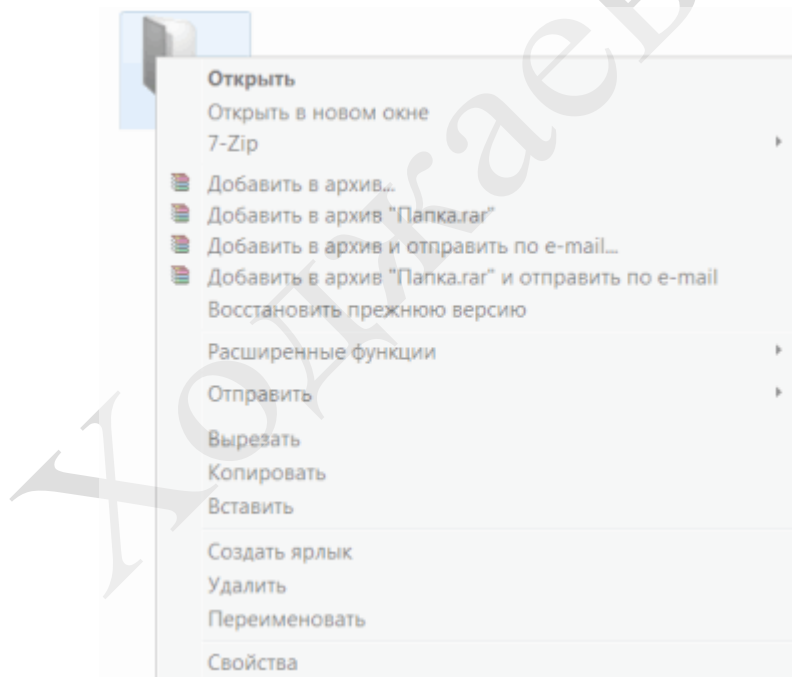 Открыть
Открыть в новом окне
7-Zip
Добавить в архив...
Добавить в архив "Папка.rar"
Добавить в архив и отправить по e-mail...
Добавить в архив "Папка.rar" и отправить по e-mail
Восстановить прежнюю версию
Расширенные функции
Отправить
Вырезать
Копировать
Вставить
Создать ярлык
Удалить
Переименовать
Свойства
Ходжаев